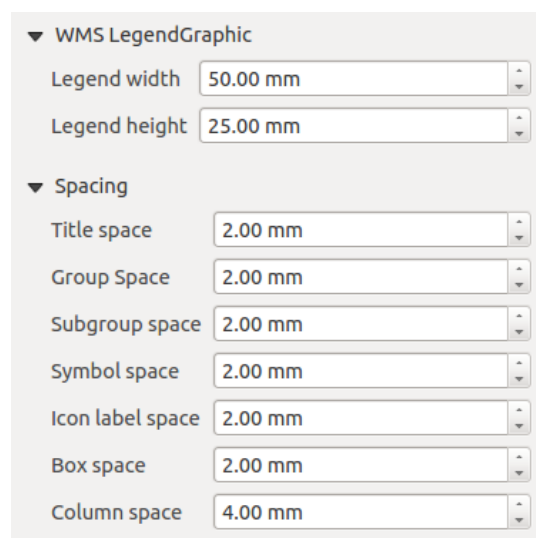 WMS LegendGraphic
Legend width 50.00 mm
Legend height 25.00 mm
Spacing
Title space 2.00 mm
Group Space 2.00 mm
Subgroup space 2.00 mm
Symbol space 2.00 mm
Icon label space 2.00 mm
Box space 2.00 mm
Column space 4.00 mm